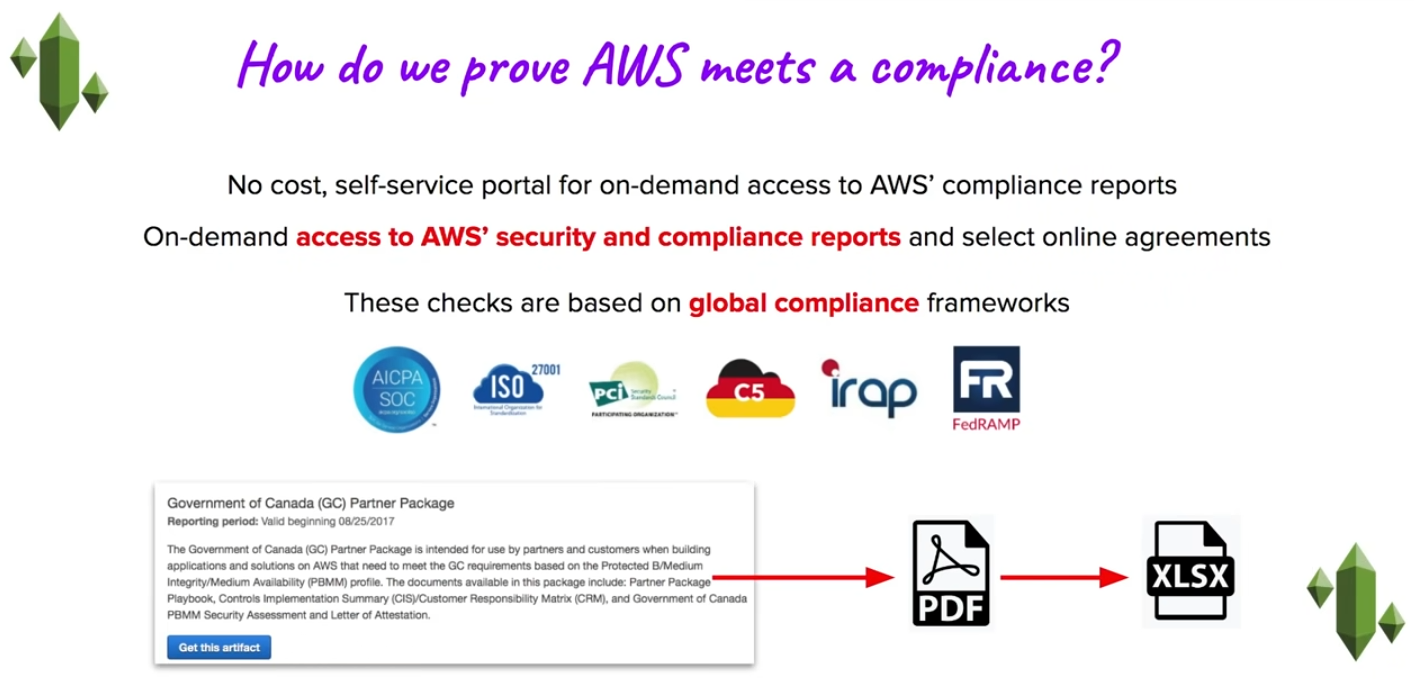 How do we prove AWS meets a compliance?
No cost, self-service portal for on-demand access to AWS' compliance reports
On-demand access to AWS' security and compliance reports and select online agreements
These checks are based on global compliance frameworks
AICPA
SOC
ISO
27001
International Organization for
Standardization
PCI
Security
Standards Council
PARTICIPATING ORGANIZATION™
C5
irap
FR
FedRAMP
Government of Canada (GC) Partner Package
Reporting period: Valid beginning 08/25/2017
The Government of Canada (GC) Partner Package is intended for use by partners and customers when building
applications and solutions on AWS that need to meet the GC requirements based on the Protected B/Medium
Integrity/Medium Availability (PBMM) profile. The documents available in this package include: Partner Package
Playbook, Controls Implementation Summary (CIS)/Customer Responsibility Matrix (CRM), and Government of Canada
PBMM Security Assessment and Letter of Attestation.
Get this artifact
PDF
XLSX